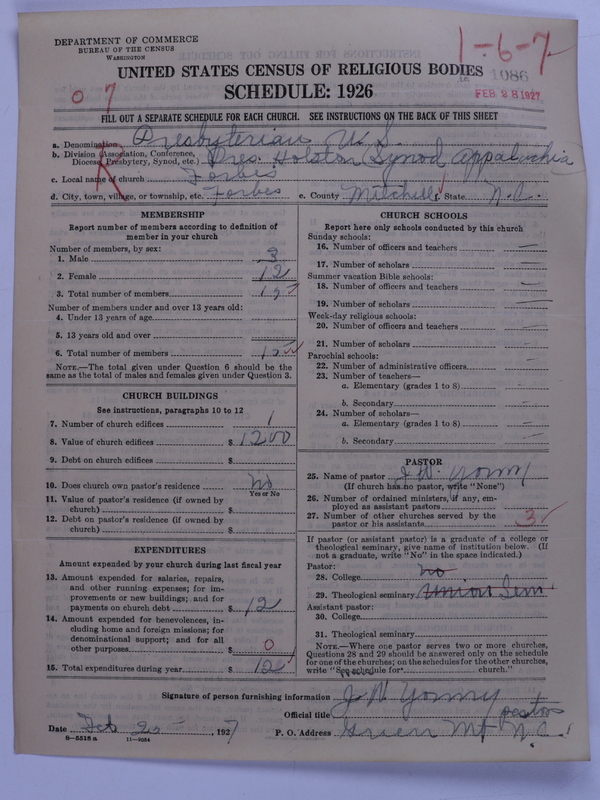 DEPARTMENT OF COMMERCE
BUREAU OF THE CENSUS
WASHINGTON
1-6-7
1086
FEB 28 1927
UNITED STATES CENSUS OF RELIGIOUS BODIES
SCHEDULE: 1926
0 7
FILL OUT A SEPARATE SCHEDULE FOR EACH CHURCH. SEE INSTRUCTIONS ON THE BACK OF THIS SHEET
a. Denomination Presbyterian U.S.
b. Division (Association, Conference, Diocese, Presbytery, Synod, etc.) Pres. Holston (Synod Appalachia
c. Local name of church Forbes
d. City, town, village, or township, etc. Forbes e. County Mitchell f. State N.C.
R
MEMBERSHIP
Report number of members according to definition of
member in your church
Number of members, by sex:
1. Male 3
2. Female 12
3. Total number of members 15
Number of members under and over 13 years old:
4. Under 13 years of age
5. 13 years old and over
6. Total number of members 15
NOTE.—The total given under Question 6 should be the
same as the total of males and females given under Question 3.
CHURCH BUILDINGS
See instructions, paragraphs 10 to 12
7. Number of church edifices 1
8. Value of church edifices $ 1200
9. Debt on church edifices $
10. Does church own pastor's residence No
Yes or No
11. Value of pastor's residence (if owned by
church) $
12. Debt on pastor's residence (if owned by
church) $
EXPENDITURES
Amount expended by your church during last fiscal year
13. Amount expended for salaries, repairs,
and other running expenses; for im-
provements or new buildings; and for
payments on church debt $ 12
14. Amount expended for benevolences, in-
cluding home and foreign missions; for
denominational support; and for all
other purposes $ 0
15. Total expenditures during year $ 12
CHURCH SCHOOLS
Report here only schools conducted by this church
Sunday schools:
16. Number of officers and teachers —
17. Number of scholars —
Summer vacation Bible schools:
18. Number of officers and teachers —
19. Number of scholars —
Week-day religious schools:
20. Number of officers and teachers —
21. Number of scholars —
Parochial schools:
22. Number of administrative officers —
23. Number of teachers—
a. Elementary (grades 1 to 8) —
b. Secondary —
24. Number of scholars—
a. Elementary (grades 1 to 8) —
b. Secondary —
PASTOR
25. Name of pastor J. W. Young
(If church has no pastor, write "None")
26. Number of ordained ministers, if any, em-
ployed as assistant pastors
27. Number of other churches served by the
pastor or his assistants 3
If pastor (or assistant pastor) is a graduate of a college or
theological seminary, give name of institution below. (If
not a graduate, write "No" in the space indicated.)
Pastor:
28. College no
29. Theological seminary Union Sem
Assistant pastor:
30. College
31. Theological seminary
NOTE.—Where one pastor serves two or more churches,
Questions 28 and 29 should be answered only on the schedule
for one of the churches; on the schedules for the other churches,
write "See schedule for church."
Signature of person furnishing information J. W. Young
Official title pastor
Date Feb 25, 1927 P. O. Address Green Mt N.C.
8-5518 a 11-9034